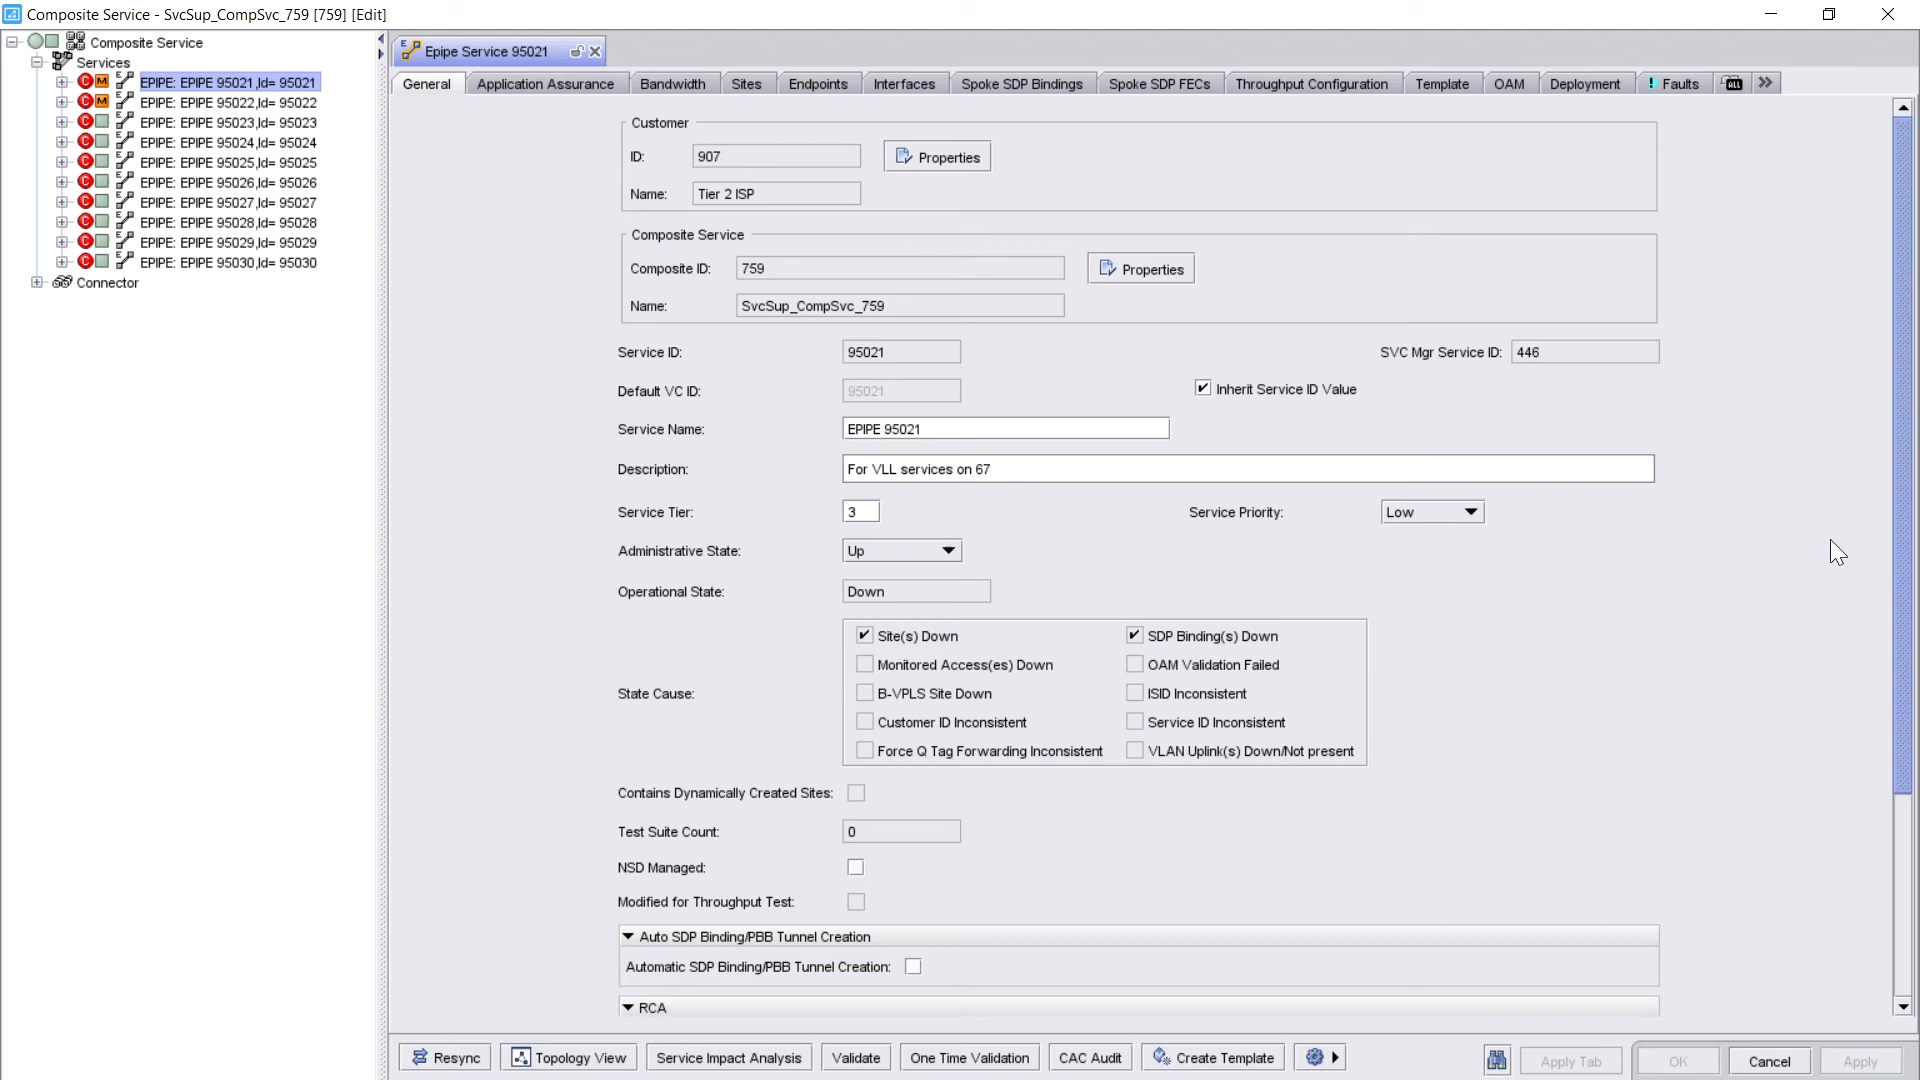 Composite Service - SvcSup_CompSvc_759 [759] [Edit]
Composite Service
Services
C M EPIPE: EPIPE 95021,Id= 95021
C M EPIPE: EPIPE 95022,Id= 95022
C EPIPE: EPIPE 95023,Id= 95023
C EPIPE: EPIPE 95024,Id= 95024
C EPIPE: EPIPE 95025,Id= 95025
C EPIPE: EPIPE 95026,Id= 95026
C EPIPE: EPIPE 95027,Id= 95027
C EPIPE: EPIPE 95028,Id= 95028
C EPIPE: EPIPE 95029,Id= 95029
C EPIPE: EPIPE 95030,Id= 95030
Connector
Epipe Service 95021
General Application Assurance Bandwidth Sites Endpoints Interfaces Spoke SDP Bindings Spoke SDP FECs Throughput Configuration Template OAM Deployment ! Faults ALL
Customer
ID: 907 Properties
Name: Tier 2 ISP
Composite Service
Composite ID: 759 Properties
Name: SvcSup_CompSvc_759
Service ID: 95021 SVC Mgr Service ID: 446
Default VC ID: 95021 Inherit Service ID Value
Service Name: EPIPE 95021
Description: For VLL services on 67
Service Tier: 3 Service Priority: Low
Administrative State: Up
Operational State: Down
Site(s) Down SDP Binding(s) Down
Monitored Access(es) Down OAM Validation Failed
State Cause: B-VPLS Site Down ISID Inconsistent
Customer ID Inconsistent Service ID Inconsistent
Force Q Tag Forwarding Inconsistent VLAN Uplink(s) Down/Not present
Contains Dynamically Created Sites:
Test Suite Count: 0
NSD Managed:
Modified for Throughput Test:
Auto SDP Binding/PBB Tunnel Creation
Automatic SDP Binding/PBB Tunnel Creation:
RCA
Resync Topology View Service Impact Analysis Validate One Time Validation CAC Audit Create Template Apply Tab OK Cancel Apply